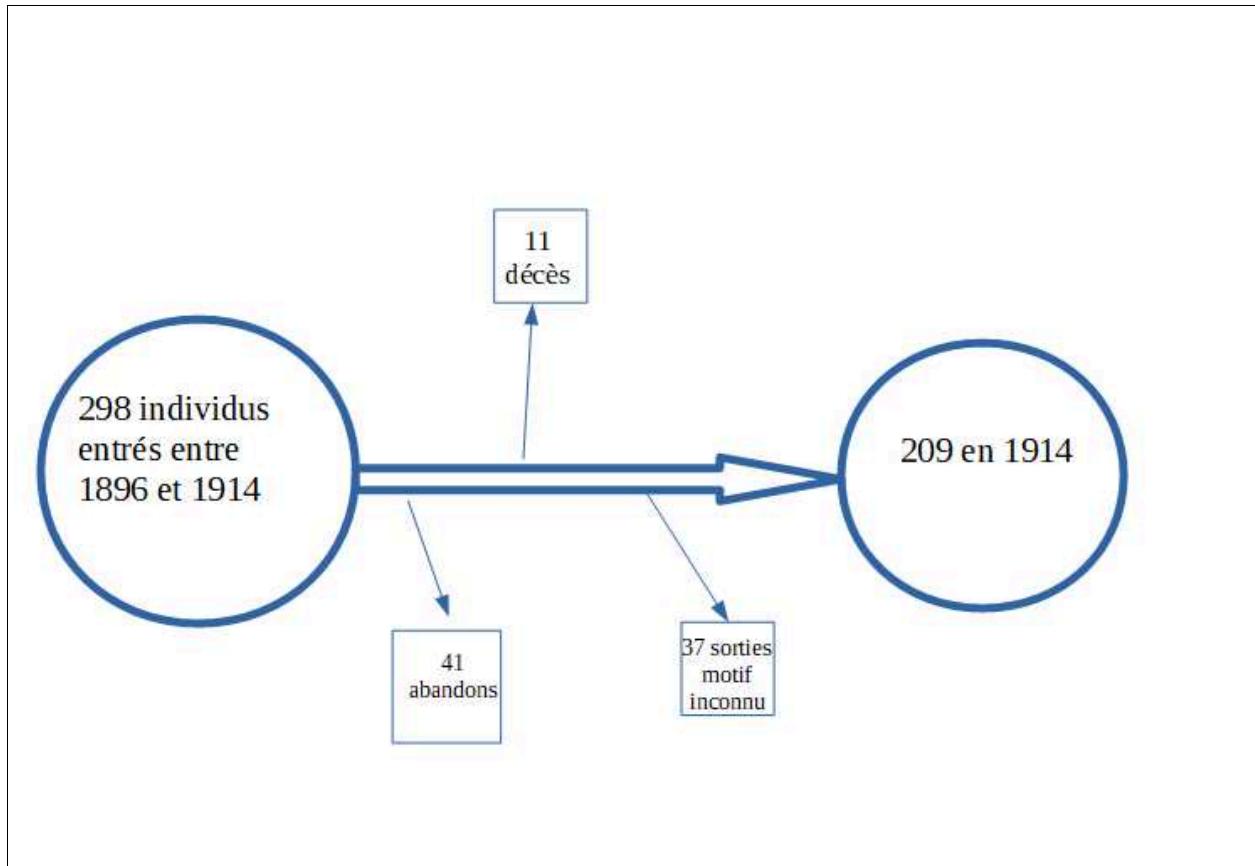 11
décès
298 individus
entrés entre
1896 et 1914
209 en 1914
41
abandons
37 sorties
motif
inconnu